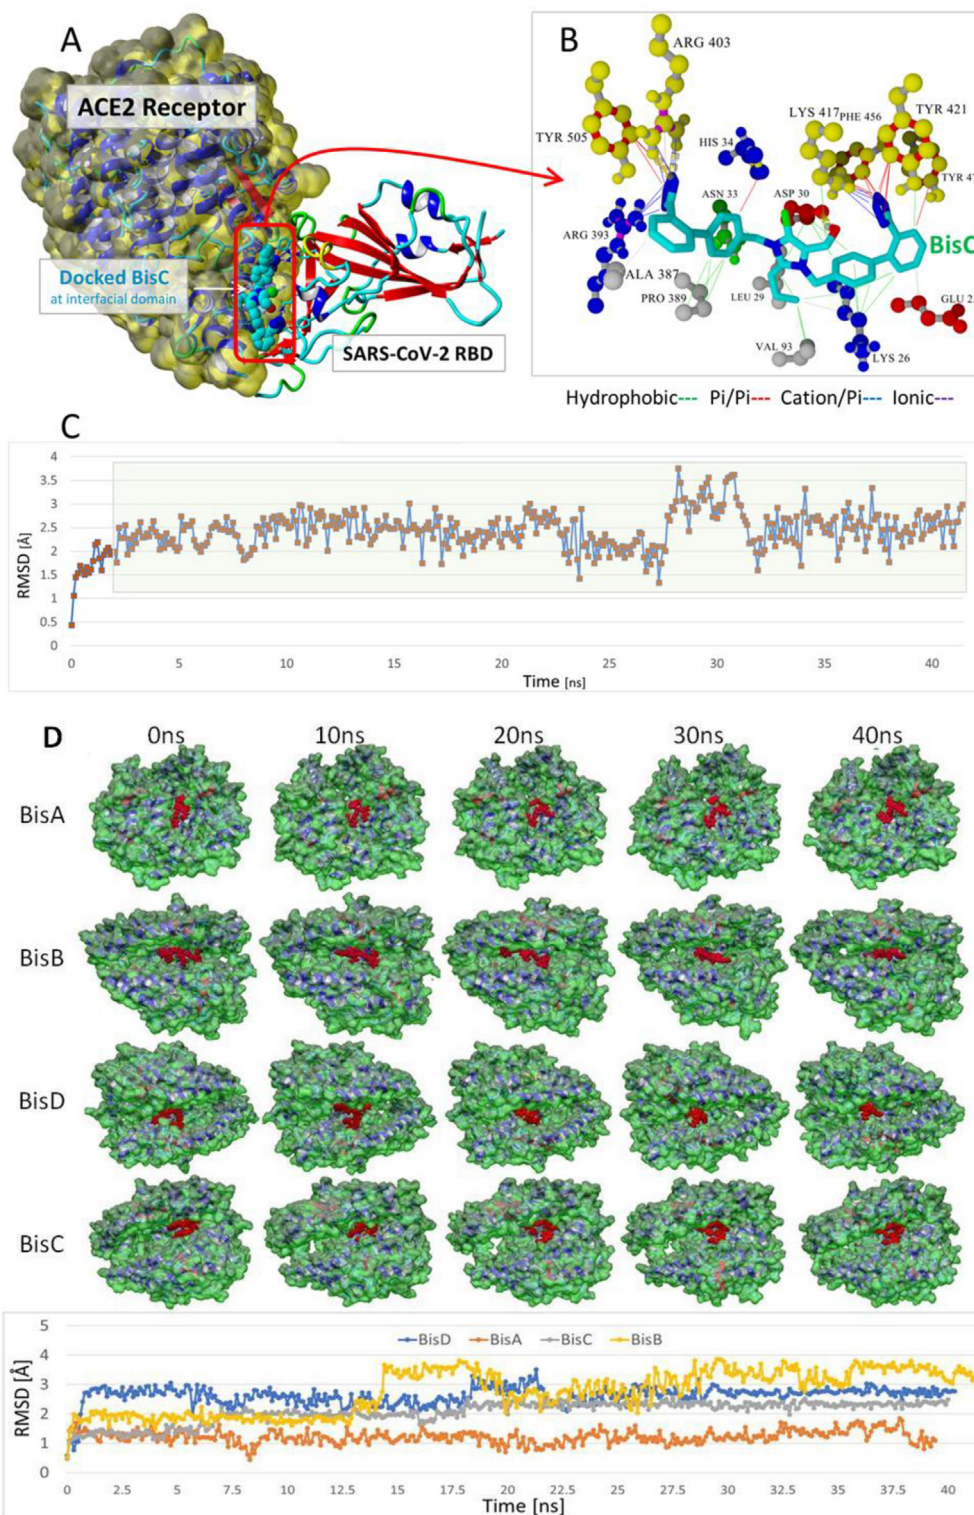 A
ACE2 Receptor
Docked BisC
at interfacial domain
SARS-CoV-2 RBD
B
ARG 403
TYR 505
LYS 417
PHE 456
TYR 421
HIS 34
TYR 47
ASN 33
ASP 30
ARG 393
BisC
ALA 387
PRO 389
LEU 29
GLU 2
VAL 93
LYS 26
Hydrophobic--- Pi/Pi--- Cation/Pi--- Ionic---
C
RMSD [Å]
4
3.5
3
2.5
2
1.5
1
0.5
0
0 5 10 15 20 25 30 35 40
Time [ns]
D
0ns 10ns 20ns 30ns 40ns
BisA
BisB
BisD
BisC
RMSD [Å]
5
4
3
2
1
0
BisD BisA BisC BisB
0 2.5 5 7.5 10 12.5 15 17.5 20 22.5 25 27.5 30 32.5 35 37.5 40
Time [ns]